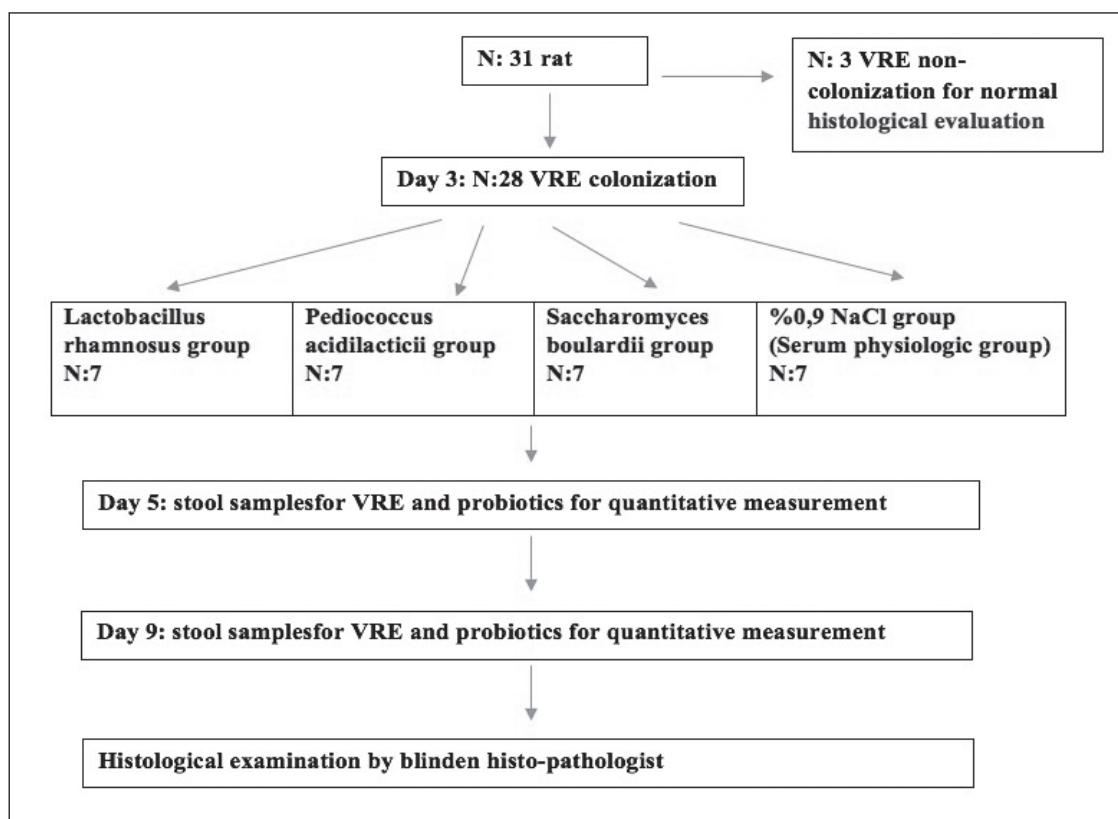 N: 31 rat
N: 3 VRE non-
colonization for normal
histological evaluation
Day 3: N:28 VRE colonization
Lactobacillus
rhamnosus group
N:7
Pediococcus
acidilacticii group
N:7
Saccharomyces
boulardii group
N:7
%0,9 NaCl group
(Serum physiologic group)
N:7
Day 5: stool samplesfor VRE and probiotics for quantitative measurement
Day 9: stool samplesfor VRE and probiotics for quantitative measurement
Histological examination by blinden histo-pathologist